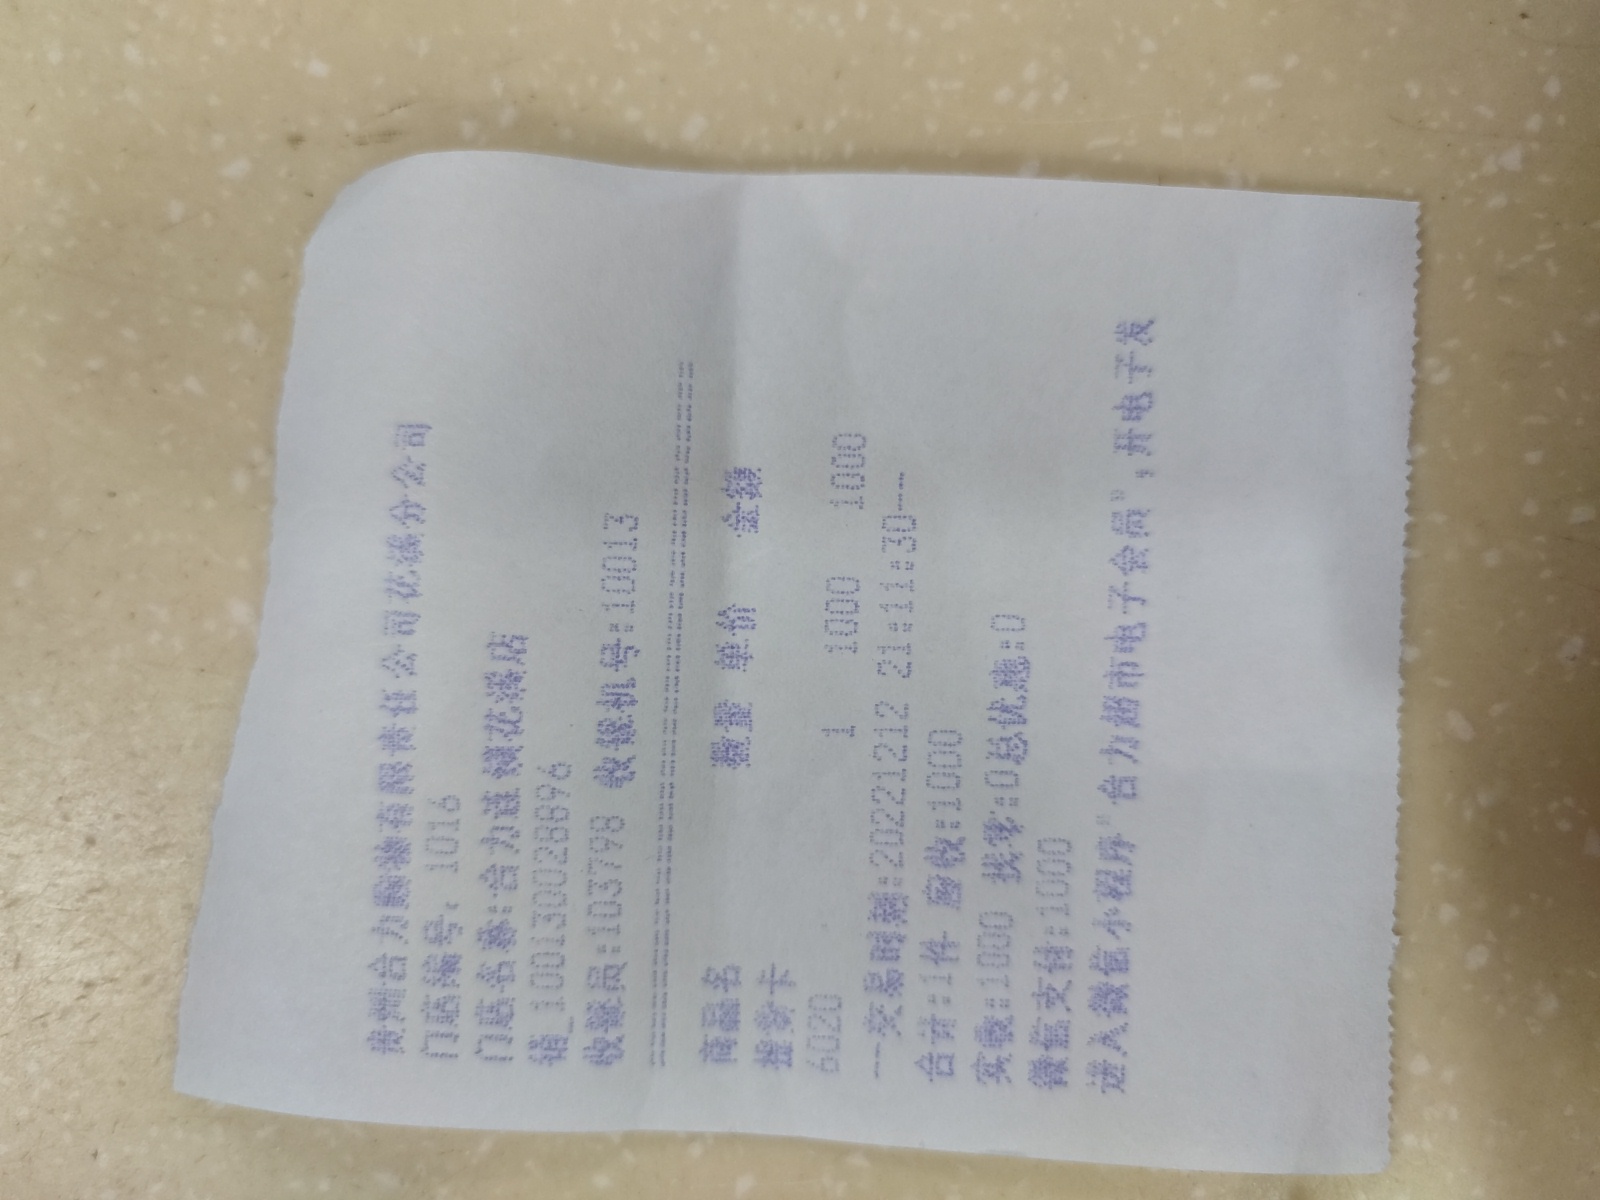 贵州合力购物有限责任公司花溪分公司
门店编号: 1016
门店名称:合力连锁花溪店
销_100130028896
收银员:103798 收银机号:10013
================================
商品名 数量 单价 金额
提货卡
6020 1 1000 1000
--交易时刻:20221212 21:11:30---
合计:1件 应收:1000
实收:1000 找零:0总优惠:0
微信支付:1000
进入微信小程序"合力超市电子会员",开电子发